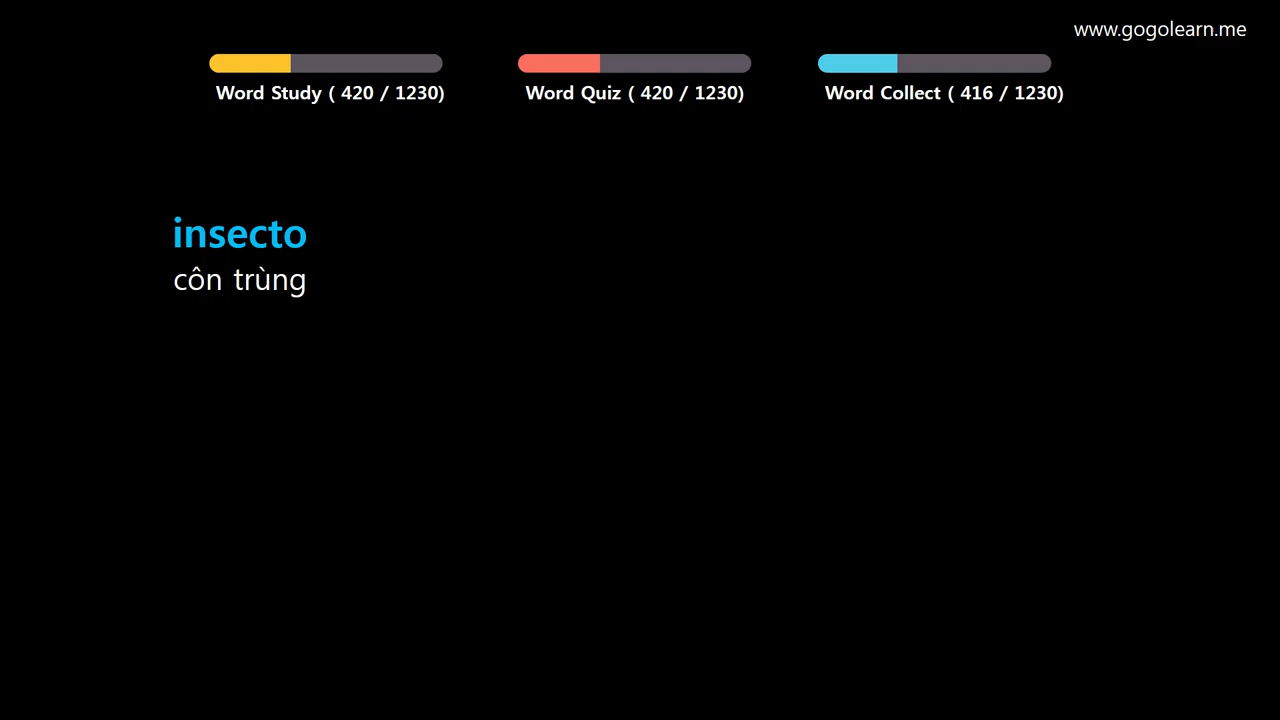 www.gogolearn.me
Word Study ( 420 / 1230)
Word Quiz ( 420 / 1230)
Word Collect ( 416 / 1230)
insecto
côn trùng